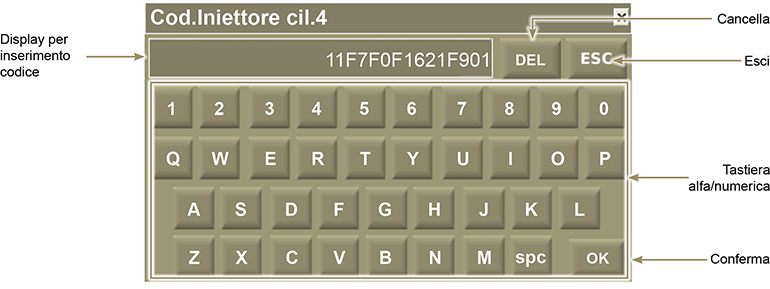 Cod.Iniettore cil.4
x
Cancella
Display per
inserimento
codice
11F7F0F1621F901
DEL
ESC
Esci
1 2 3 4 5 6 7 8 9 0
Q W E R T Y U I O P
Tastiera
alfa/numerica
A S D F G H J K L
Z X C V B N M spc OK
Conferma